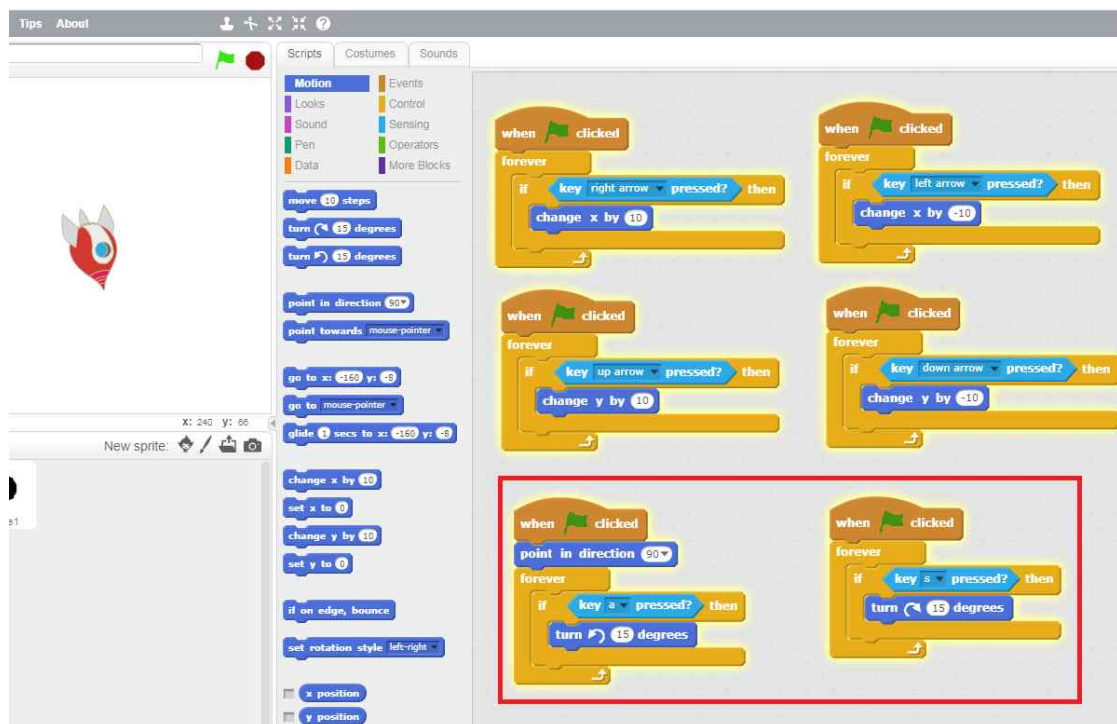 Tips About
Scripts Costumes Sounds
Motion Events
Looks Control
Sound Sensing
Pen Operators
Data More Blocks
move 10 steps
turn 15 degrees
turn 15 degrees
point in direction 90
point towards mouse-pointer
go to x: -160 y: -8
go to mouse-pointer
glide 1 secs to x: -160 y: -8
change x by 10
set x to 0
change y by 10
set y to 0
if on edge, bounce
set rotation style left-right
x position
y position
x: 240 y: 66
New sprite:
e1
when clicked
forever
if key right arrow pressed? then
change x by 10
when clicked
forever
if key left arrow pressed? then
change x by -10
when clicked
forever
if key up arrow pressed? then
change y by 10
when clicked
forever
if key down arrow pressed? then
change y by -10
when clicked
point in direction 90
forever
if key a pressed? then
turn 15 degrees
when clicked
forever
if key s pressed? then
turn 15 degrees